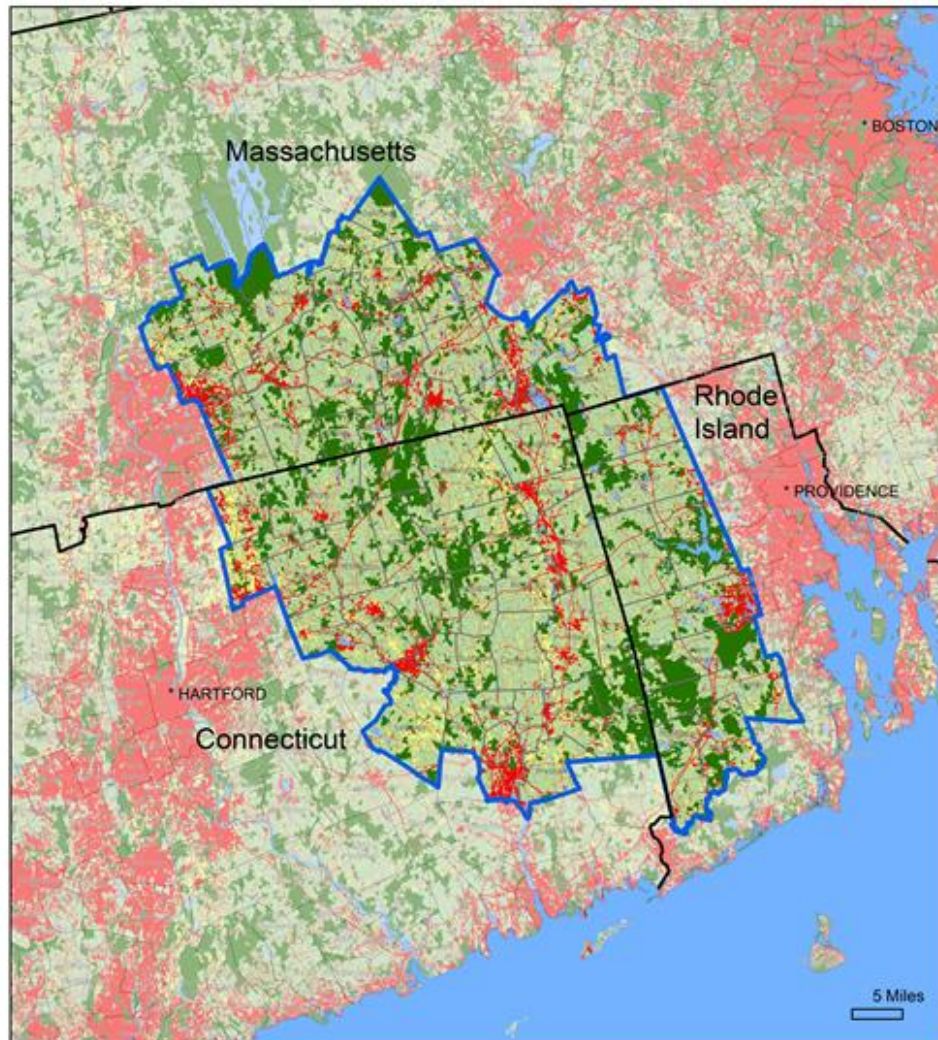 * BOSTON
Massachusetts
Rhode
Island
* PROVIDENCE
* HARTFORD
Connecticut
5 Miles